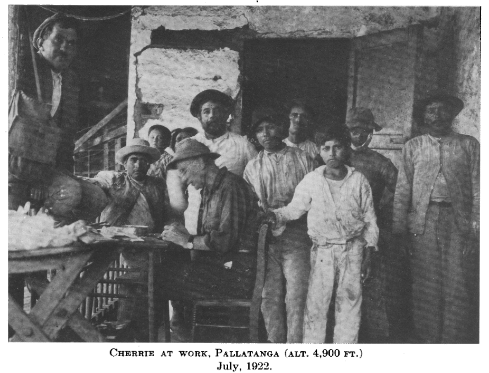 Cherrie at work, Pallatanga (alt. 4,900 ft.)
July, 1922.